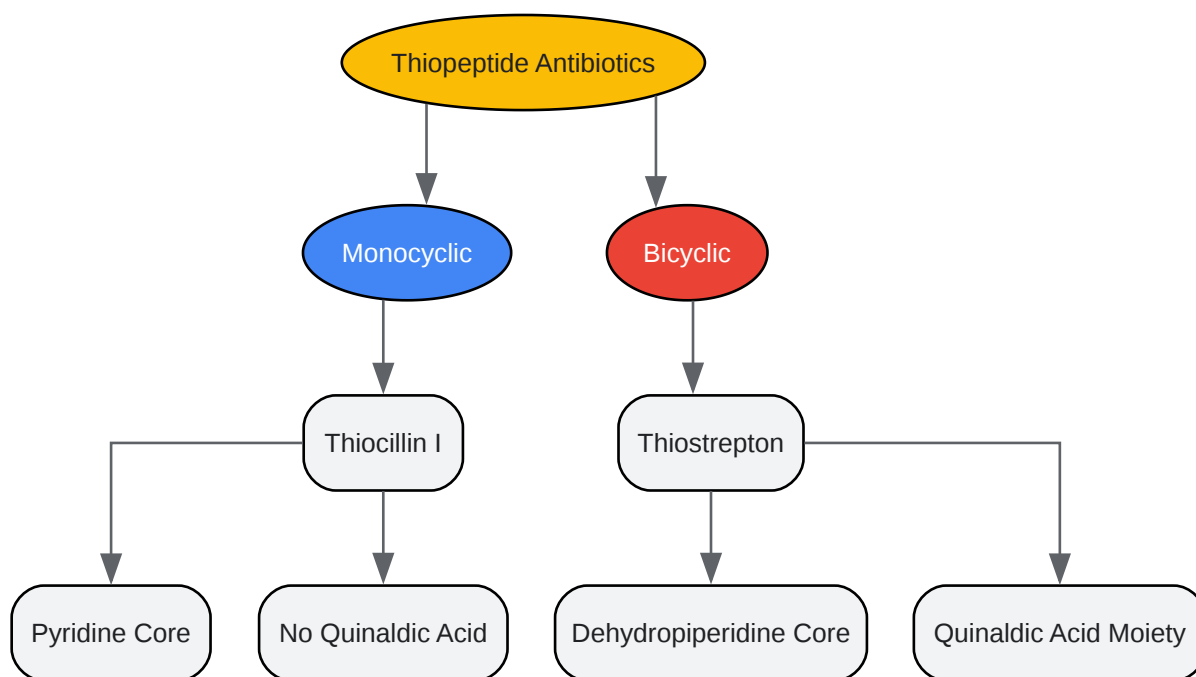 Thiopeptide Antibiotics
Monocyclic
Bicyclic
Thiocillin I
Thiostrepton
Pyridine Core
No Quinaldic Acid
Dehydropiperidine Core
Quinaldic Acid Moiety